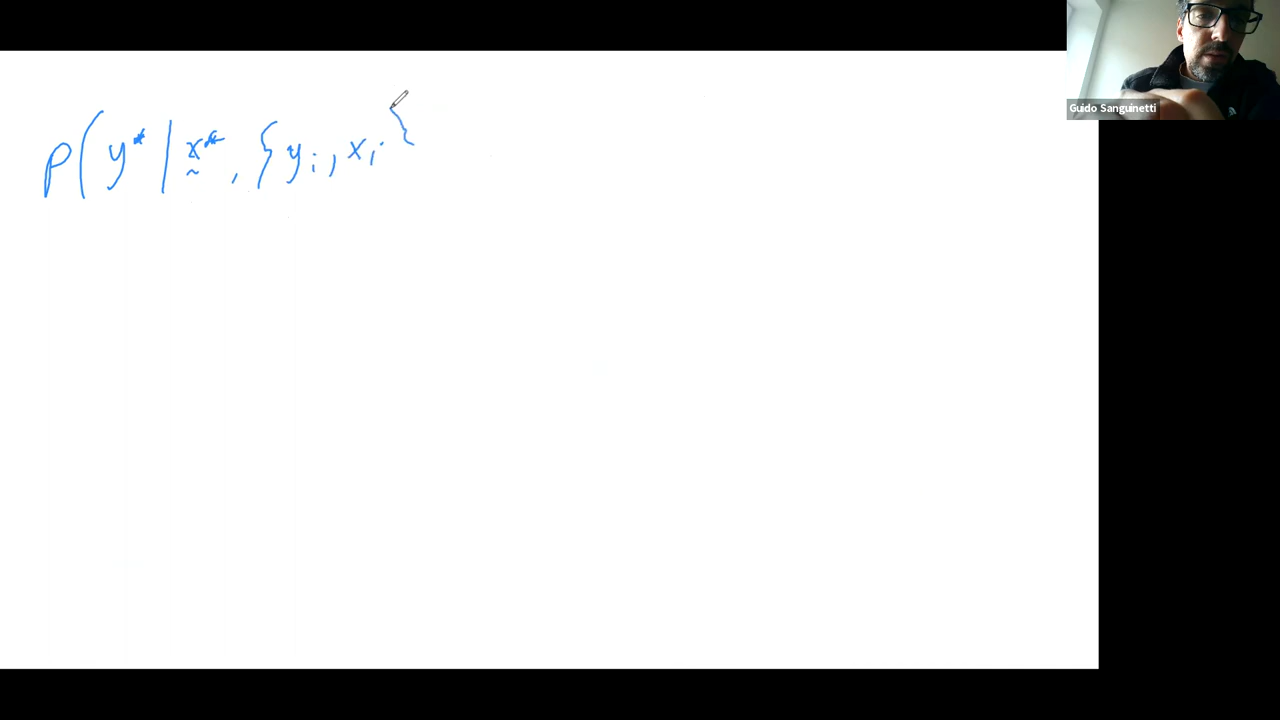 p(y* | x*, {yi, xi}
Guido Sanguinetti